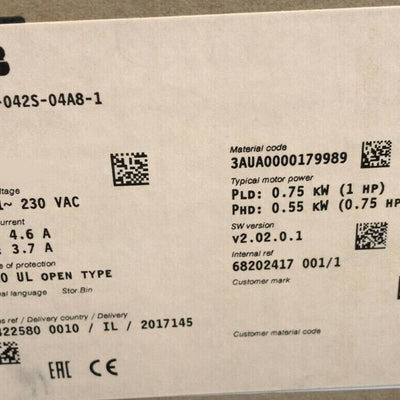 -042S-04A8-1
Material code
3AUA0000179989
ltage
1~ 230 VAC
Typical motor power
PLD: 0.75 KW (1 HP)
PHD: 0.55 KW (0.75 HP
urrent
4.6 A
: 3.7 A
SW version
v2.02.0.1
e of protection
0 UL OPEN TYPE
Internal ref
68202417 001/1
al language Stor.Bin
Customer mark
s ref / Delivery country / Delivery
422580 0010 / IL / 2017145
Customer material code
EAC CE